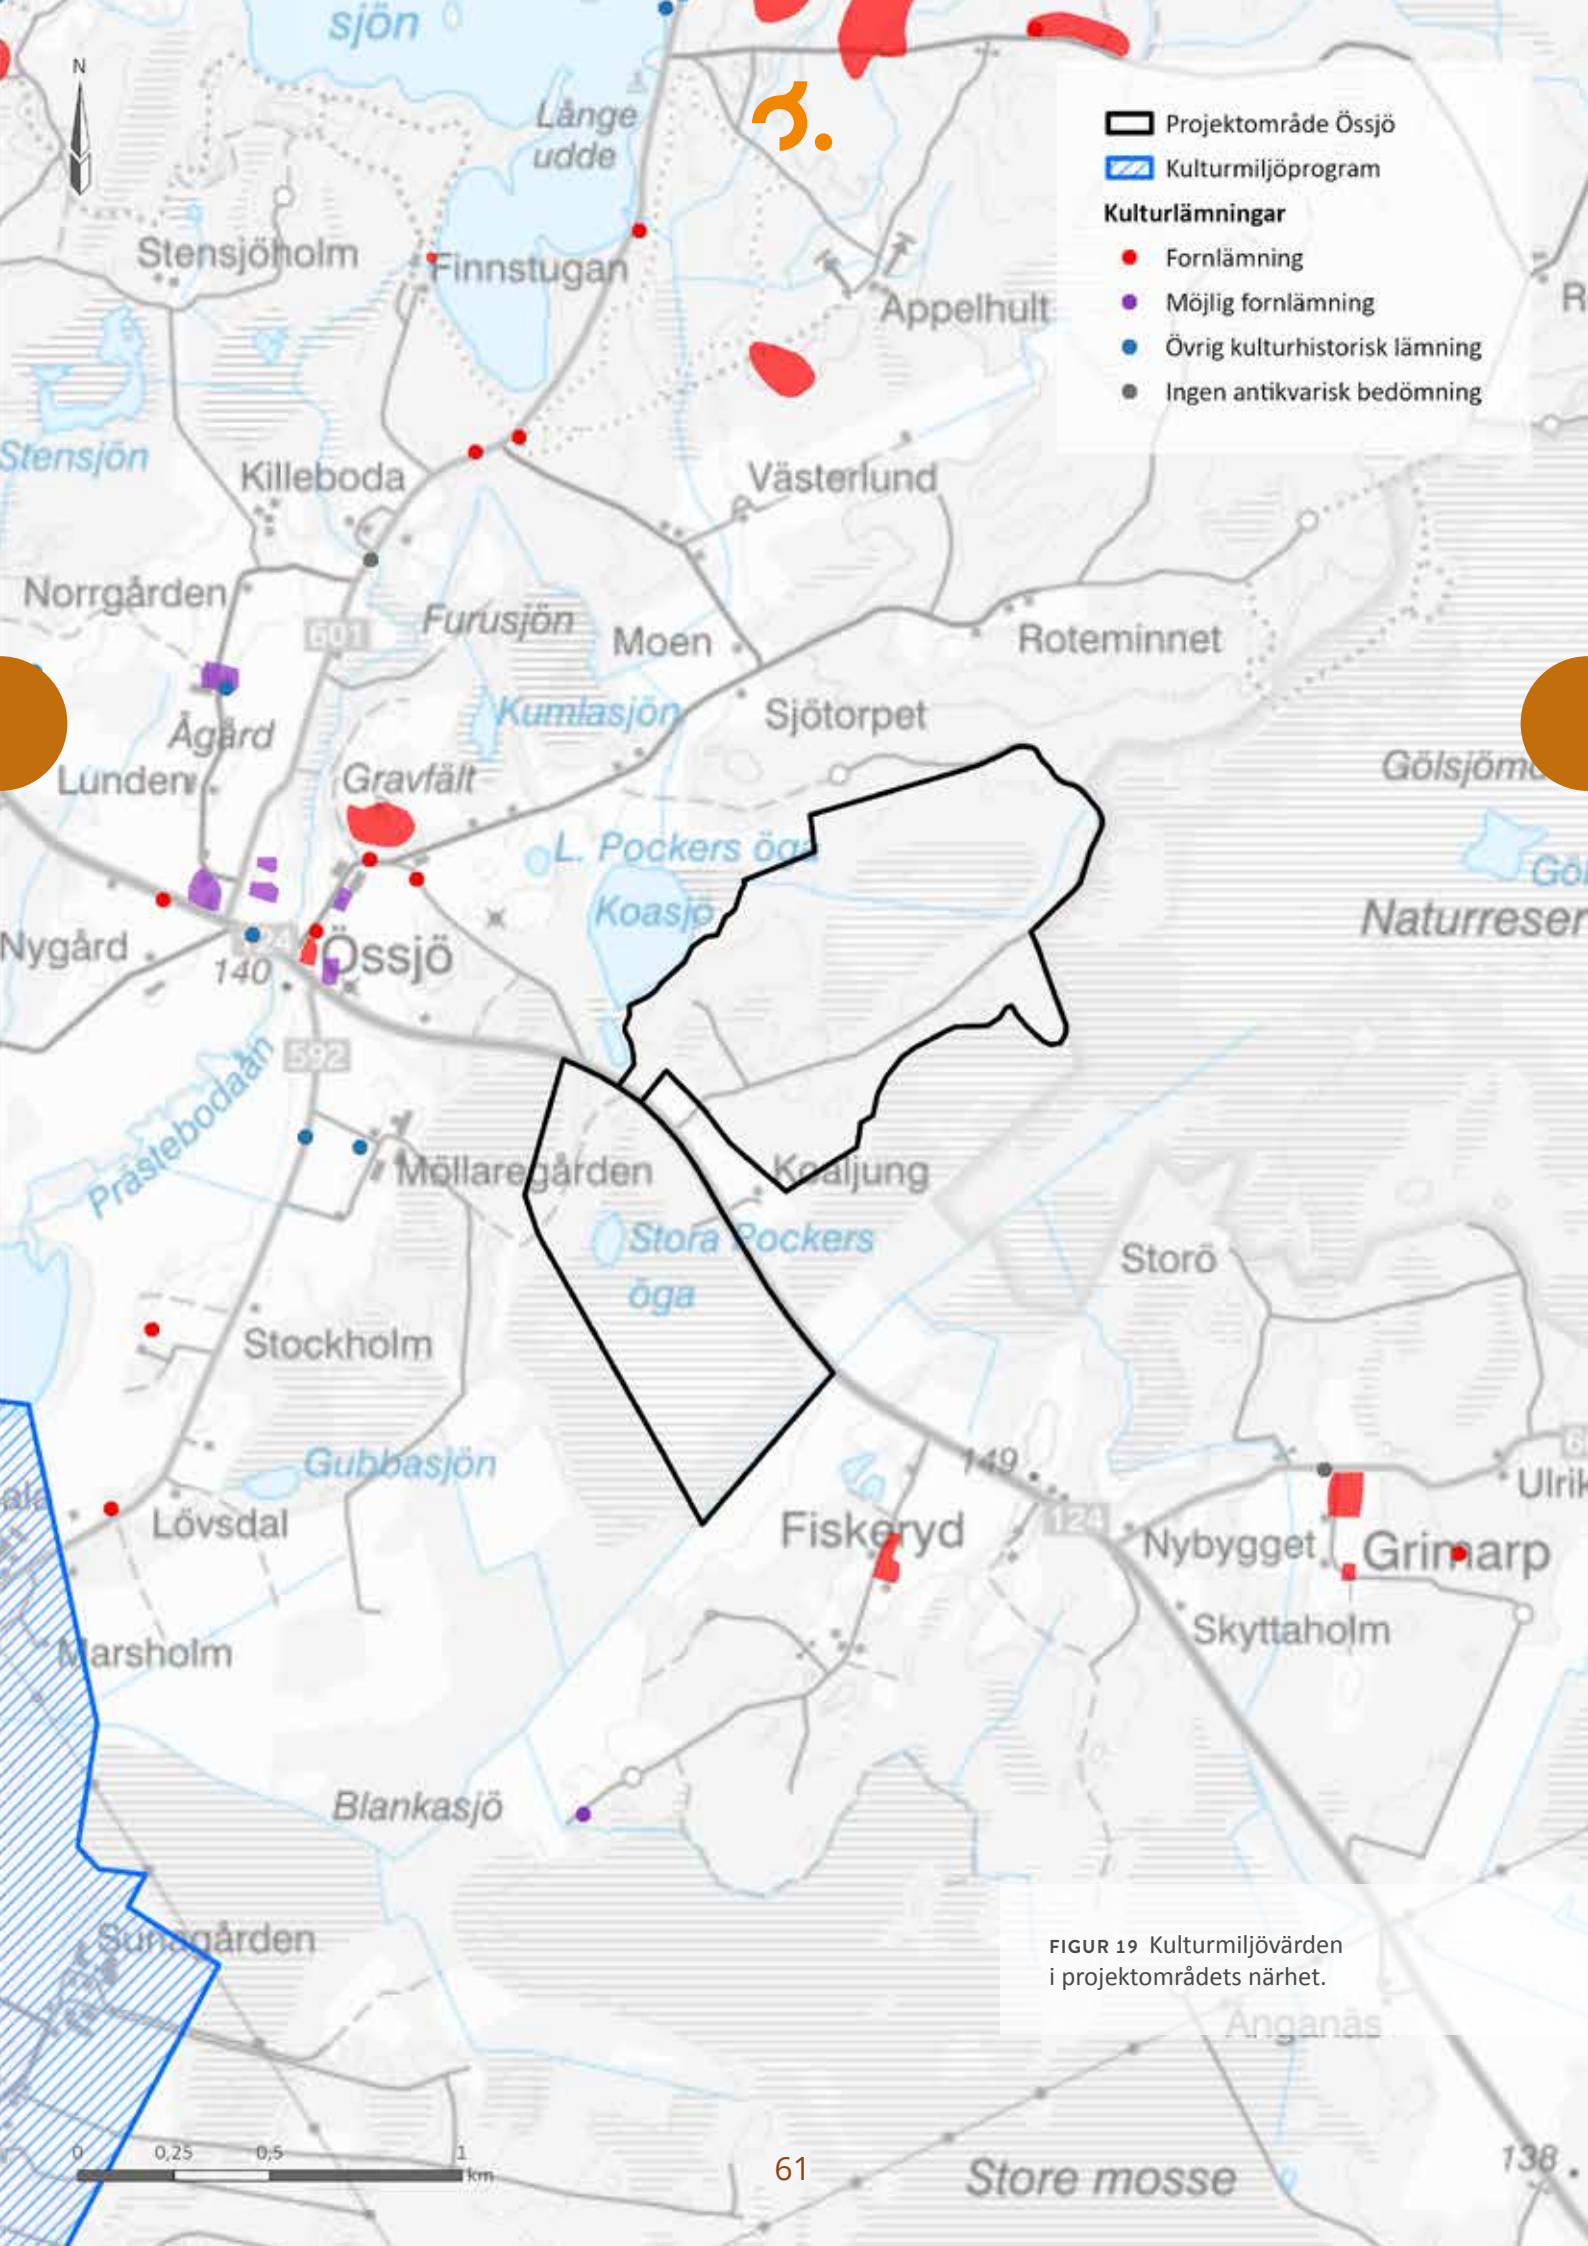 sjön
N
Långe
udde
Projektområde Össjö
Kulturmiljöprogram
Kulturlämningar
Fornlämning
Möjlig fornlämning
Övrig kulturhistorisk lämning
Ingen antikvarisk bedömning
Stensjöholm
Finnstugan
Appelhult
R
Stensjön
Killeboda
Västerlund
Norrgården
601
Furusjön
Moen
Roteminnet
Kumlasjön
Sjötorpet
Ågård
Lunden
Gravfält
Gölsjömo
L. Pockers öga
Koasjö
Göl
Naturreser
Nygård
140
Össjö
592
Prästebodaån
Möllaregården
Koaljung
Stora Pockers
öga
Storö
Stockholm
Gubbasjön
149
124
Lövsdal
Fiskeryd
Nybygget
Grimarp
Ulrik
Skyttaholm
Marsholm
Blankasjö
Sunnagården
FIGUR 19 Kulturmiljövärden
i projektområdets närhet.
Änganäs
0 0,25 0,5 1
km
61
Store mosse
138